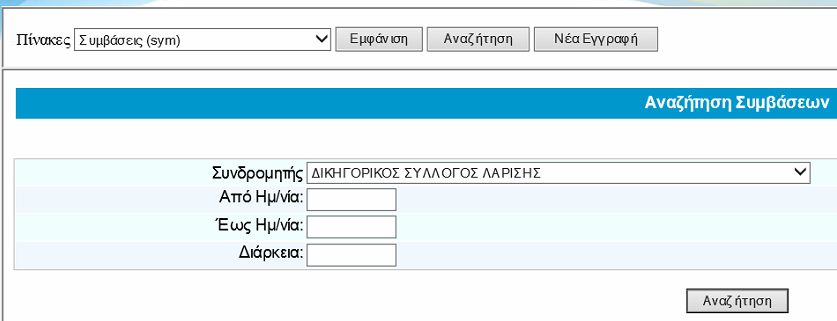 Πίνακες Συμβάσεις (sym) Εμφάνιση Αναζήτηση Νέα Εγγραφή
Αναζήτηση Συμβάσεων
Συνδρομητής ΔΙΚΗΓΟΡΙΚΟΣ ΣΥΛΛΟΓΟΣ ΛΑΡΙΣΗΣ
Από Ημ/νία:
Έως Ημ/νία:
Διάρκεια:
Αναζήτηση